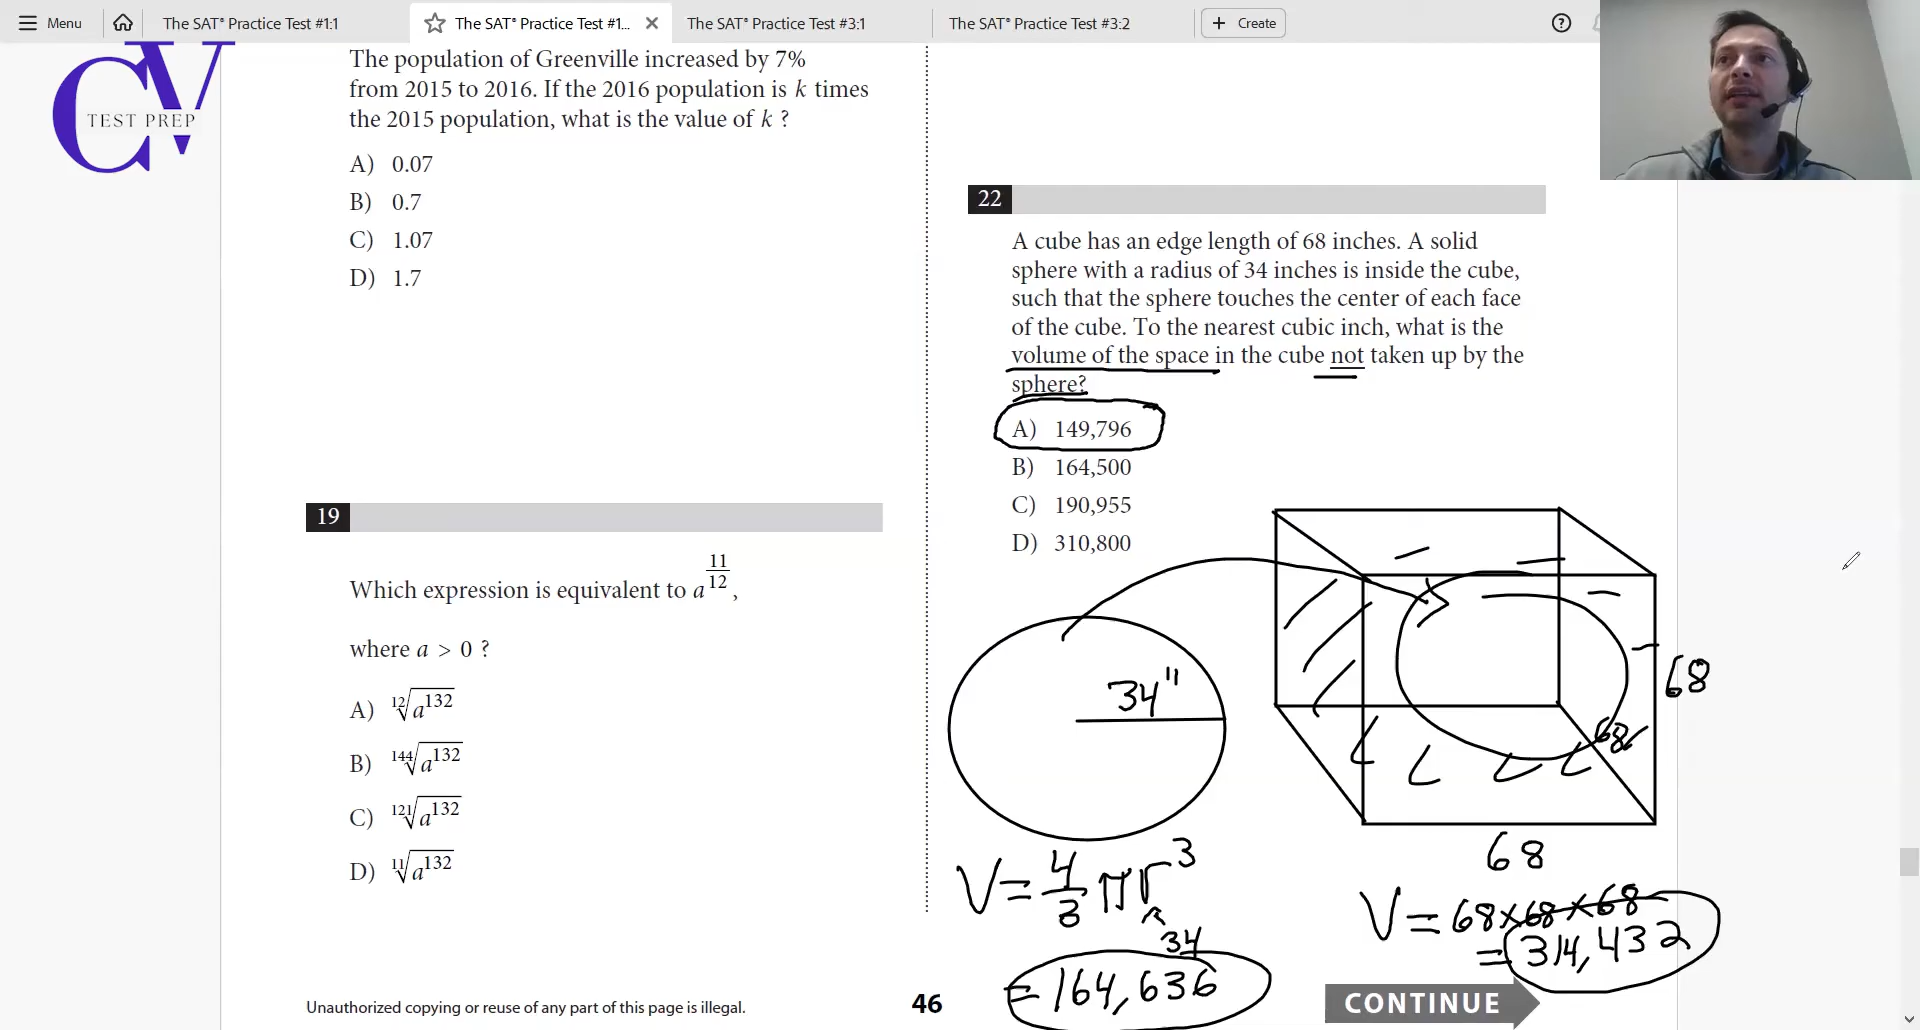 Menu
The SAT® Practice Test #1:1
The SAT® Practice Test #1...
The SAT® Practice Test #3:1
The SAT® Practice Test #3:2
+ Create
CV
TEST PREP
The population of Greenville increased by 7%
from 2015 to 2016. If the 2016 population is k times
the 2015 population, what is the value of k ?
A) 0.07
B) 0.7
C) 1.07
D) 1.7
19
Which expression is equivalent to a^(11/12),
where a > 0 ?
A) ¹²√a¹³²
B) ¹⁴⁴√a¹³²
C) ¹²¹√a¹³²
D) ¹¹√a¹³²
22
A cube has an edge length of 68 inches. A solid
sphere with a radius of 34 inches is inside the cube,
such that the sphere touches the center of each face
of the cube. To the nearest cubic inch, what is the
volume of the space in the cube not taken up by the
sphere?
A) 149,796
B) 164,500
C) 190,955
D) 310,800
34"
68
68
68
V = 4/3 πr³
34
= 164,636
V = 68×68×68
= 314,432
Unauthorized copying or reuse of any part of this page is illegal.
46
CONTINUE